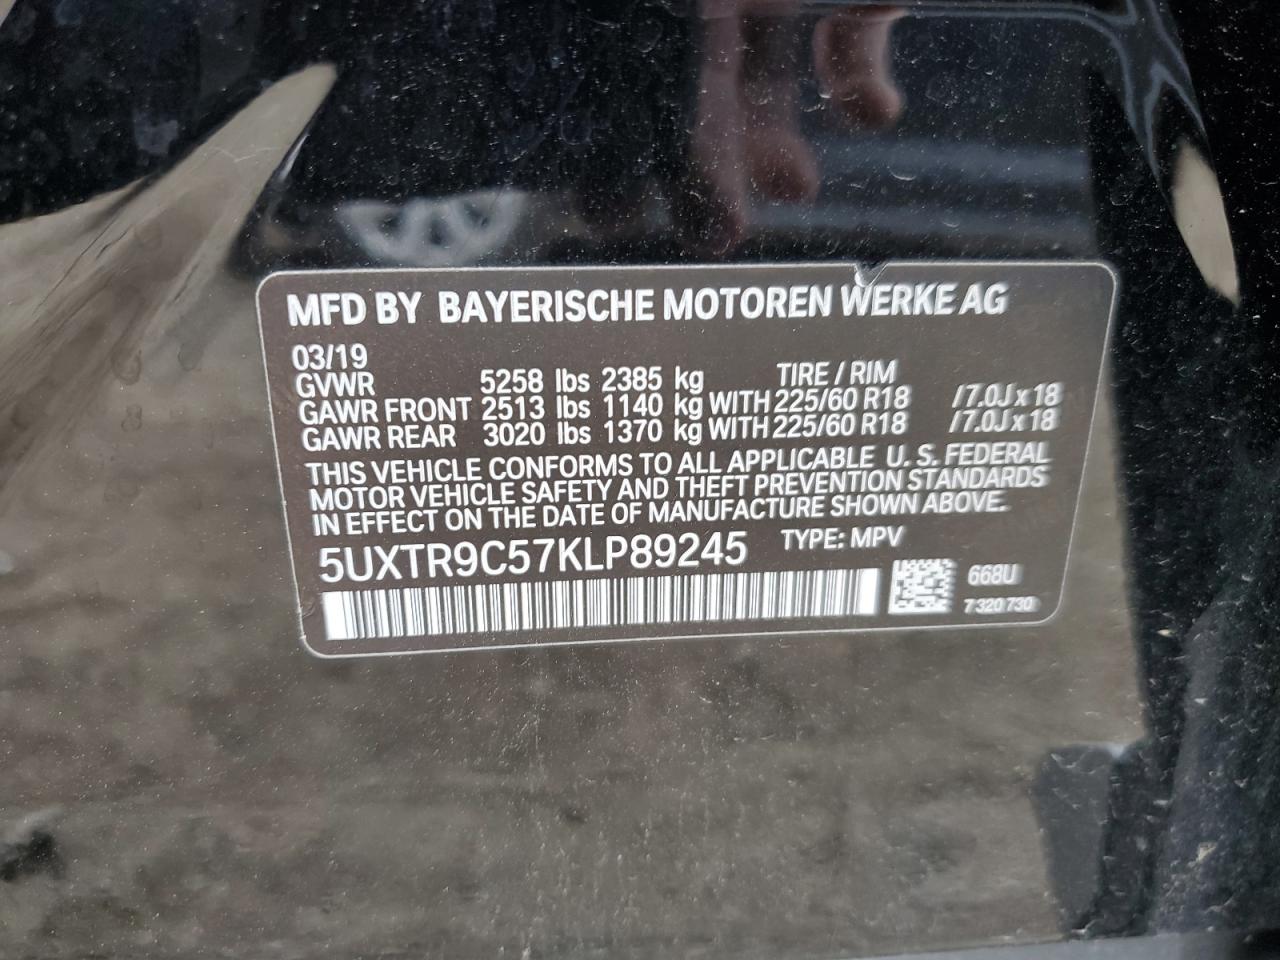 MFD BY BAYERISCHE MOTOREN WERKE AG
03/19
GVWR 5258 lbs 2385 kg TIRE / RIM
GAWR FRONT 2513 lbs 1140 kg WITH 225/60 R18 /7.0J x 18
GAWR REAR 3020 lbs 1370 kg WITH 225/60 R18 /7.0J x 18
THIS VEHICLE CONFORMS TO ALL APPLICABLE U. S. FEDERAL
MOTOR VEHICLE SAFETY AND THEFT PREVENTION STANDARDS
IN EFFECT ON THE DATE OF MANUFACTURE SHOWN ABOVE.
5UXTR9C57KLP89245 TYPE: MPV
668U
7 320 730